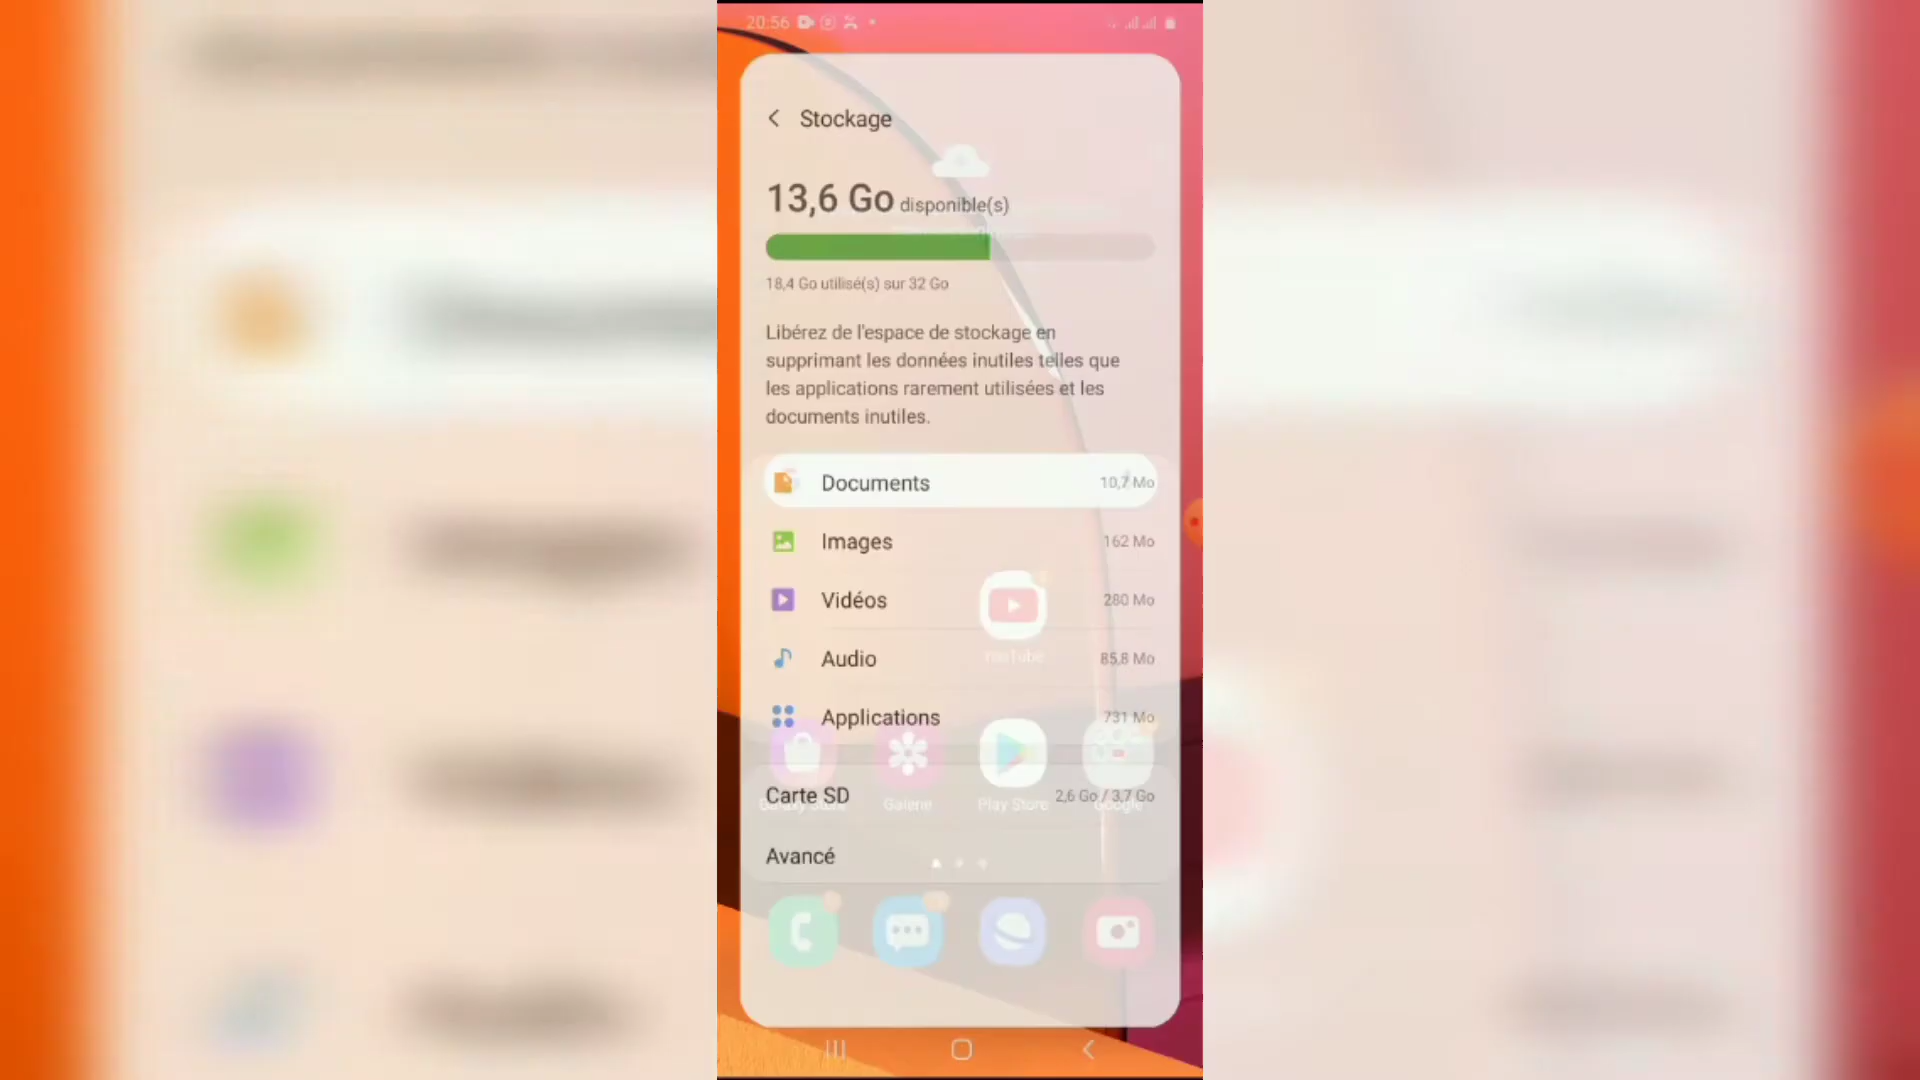 20:56
Stockage
13,6 Go disponible(s)
18,4 Go utilisé(s) sur 32 Go
Libérez de l'espace de stockage en
supprimant les données inutiles telles que
les applications rarement utilisées et les
documents inutiles.
Documents 10,7 Mo
Images 162 Mo
Vidéos 280 Mo
YouTube
Audio 85,8 Mo
Applications 731 Mo
Carte SD 2,6 Go / 3,7 Go
Galerie Play Store Google
Avancé